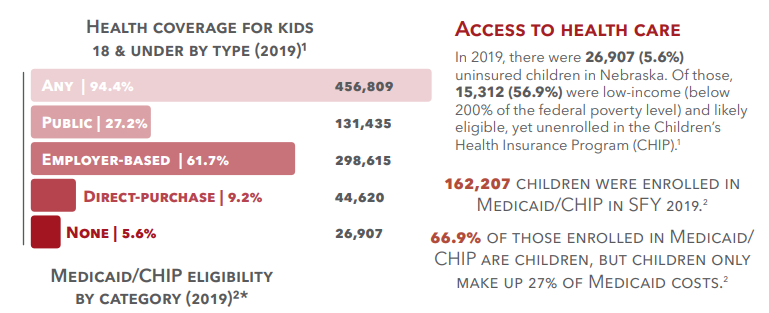 HEALTH COVERAGE FOR KIDS
18 & UNDER BY TYPE (2019)¹
ANY | 94.4% 456,809
PUBLIC | 27.2% 131,435
EMPLOYER-BASED | 61.7% 298,615
DIRECT-PURCHASE | 9.2% 44,620
NONE | 5.6% 26,907
MEDICAID/CHIP ELIGIBILITY
BY CATEGORY (2019)²*
ACCESS TO HEALTH CARE
In 2019, there were 26,907 (5.6%)
uninsured children in Nebraska. Of those,
15,312 (56.9%) were low-income (below
200% of the federal poverty level) and likely
eligible, yet unenrolled in the Children's
Health Insurance Program (CHIP).¹
162,207 CHILDREN WERE ENROLLED IN
MEDICAID/CHIP IN SFY 2019.²
66.9% OF THOSE ENROLLED IN MEDICAID/
CHIP ARE CHILDREN, BUT CHILDREN ONLY
MAKE UP 27% OF MEDICAID COSTS.²